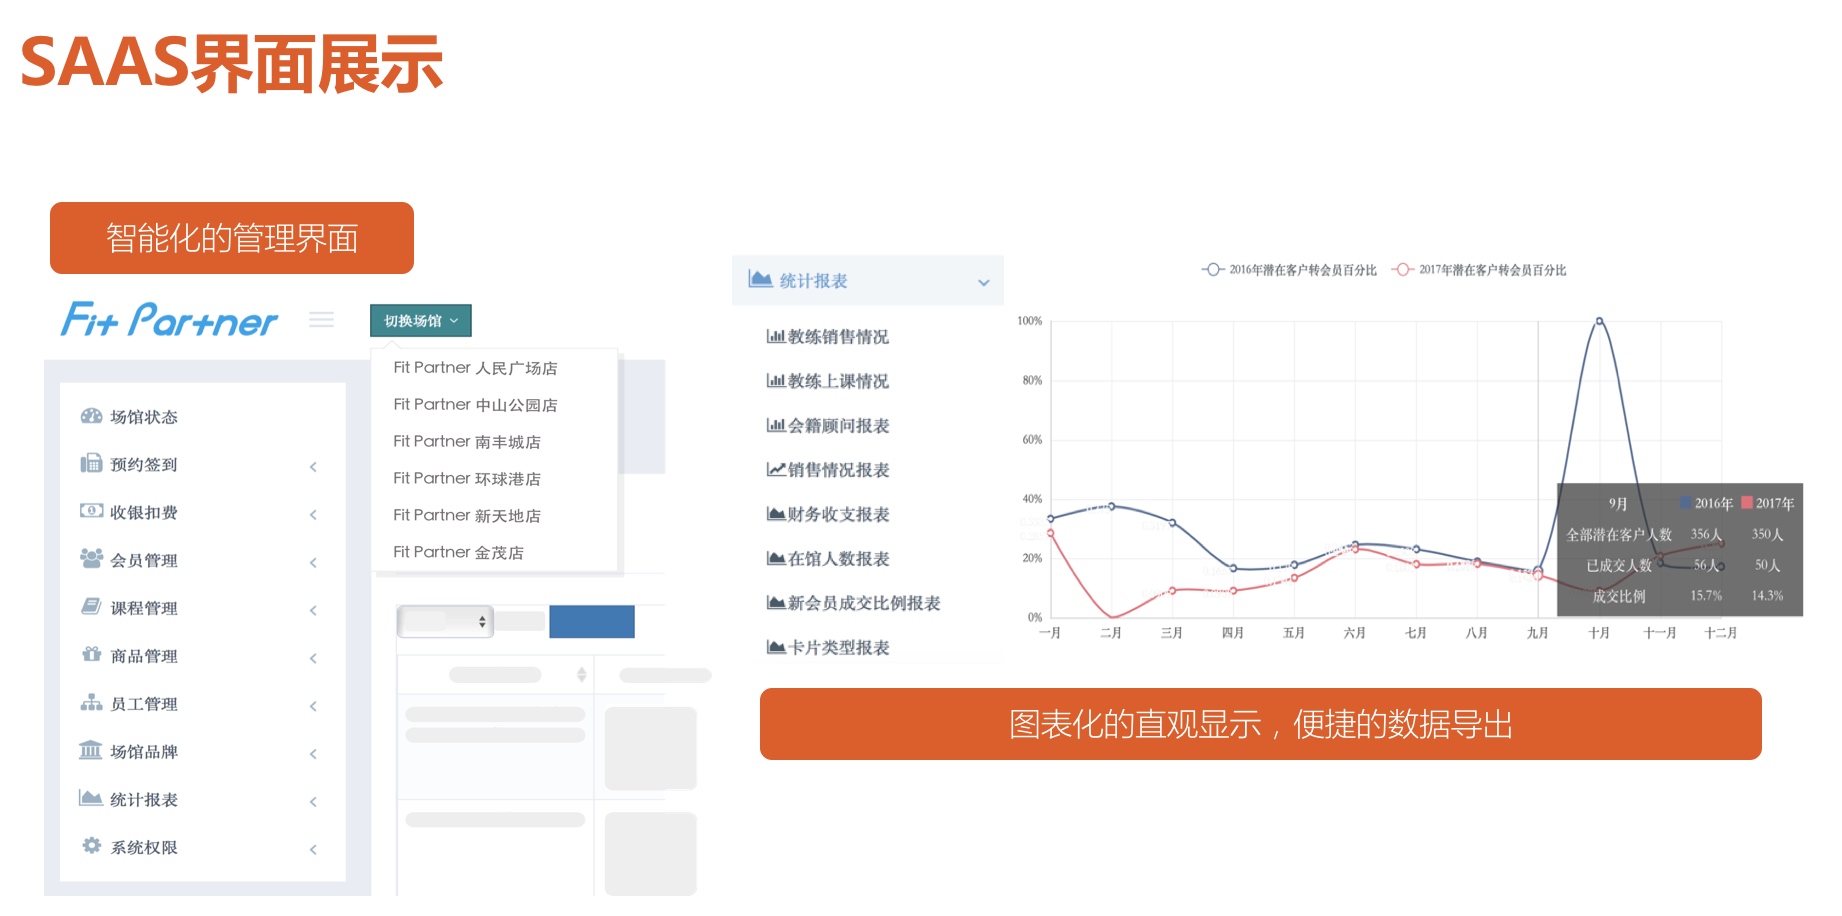 SAAS界面展示
智能化的管理界面
Fit Partner
切换场馆
Fit Partner 人民广场店
Fit Partner 中山公园店
Fit Partner 南丰城店
Fit Partner 环球港店
Fit Partner 新天地店
Fit Partner 金茂店
场馆状态
预约签到
收银扣费
会员管理
课程管理
商品管理
员工管理
场馆品牌
统计报表
系统权限
统计报表
教练销售情况
教练上课情况
会籍顾问报表
销售情况报表
财务收支报表
在馆人数报表
新会员成交比例报表
卡片类型报表
2016年潜在客户转会员百分比 2017年潜在客户转会员百分比
100%
80%
60%
40%
20%
0%
一月 二月 三月 四月 五月 六月 七月 八月 九月 十月 十一月 十二月
9月 2016年 2017年
全部潜在客户人数 356人 350人
已成交人数 56人 50人
成交比例 15.7% 14.3%
图表化的直观显示，便捷的数据导出